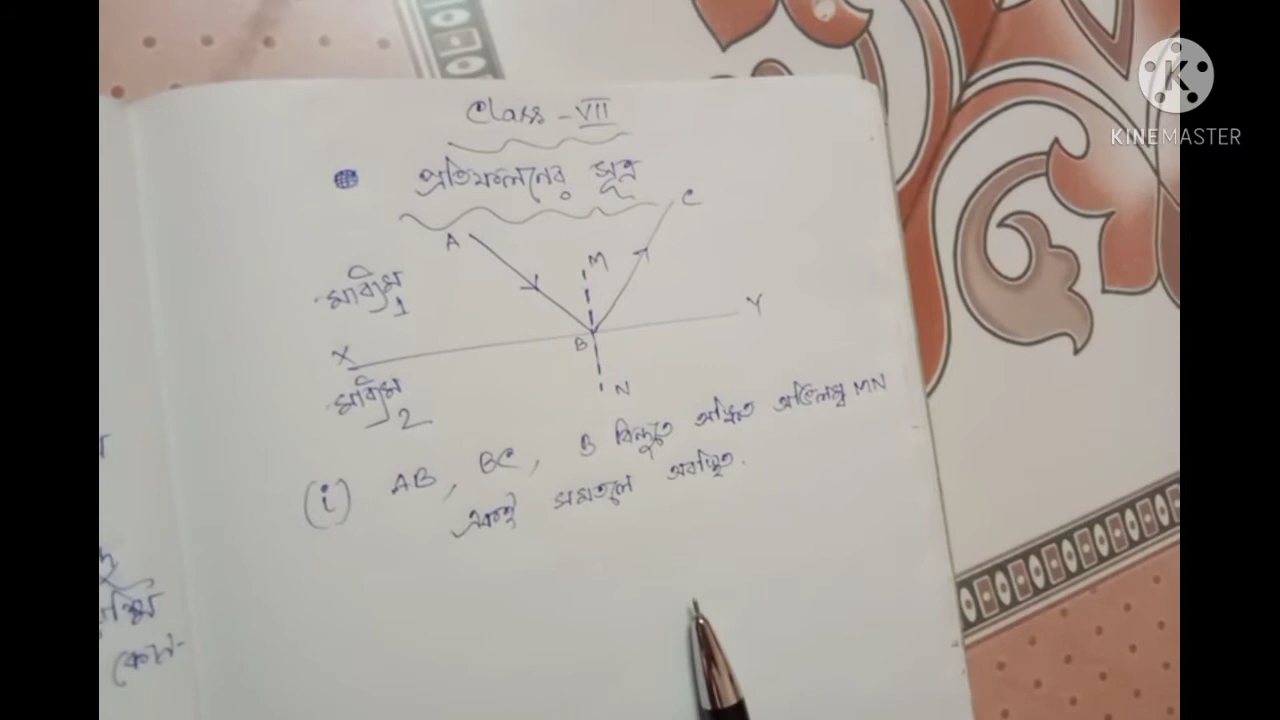 Class - VII
প্রতিফলনের সূত্র
A
C
M
মাধ্যম 1
X
B
Y
মাধ্যম 2
N
(i) AB, BC, B বিন্দুতে অঙ্কিত অভিলম্ব MN
একই সমতলে অবস্থিত.
কোণ-
K
KINEMASTER